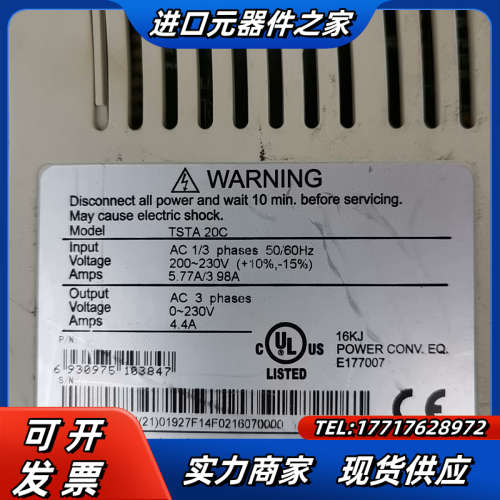 进口元器件之家
WARNING
Disconnect all power and wait 10 min. before servicing.
May cause electric shock.
Model TSTA 20C
Input AC 1/3 phases 50/60Hz
Voltage 200~230V (+10%,-15%)
Amps 5.77A/3.98A
Output AC 3 phases
Voltage 0~230V
Amps 4.4A
P/N
6 930975 103847
S/N
(21)01927F14F0216070000
C UL US
LISTED
16KJ
POWER CONV. EQ.
E177007
CE
TEL:17717628972
可开
发票
实力商家 现货供应